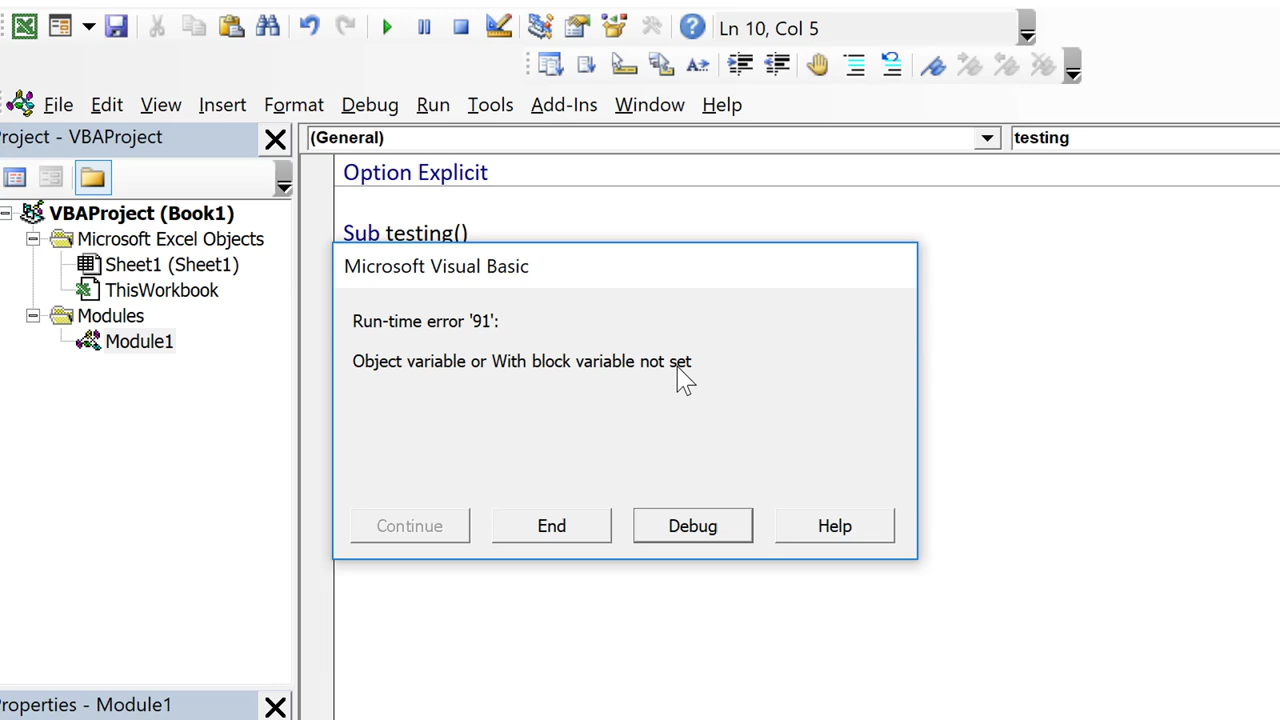 Ln 10, Col 5
File Edit View Insert Format Debug Run Tools Add-Ins Window Help
roject - VBAProject
(General)
testing
Option Explicit
VBAProject (Book1)
Microsoft Excel Objects
Sheet1 (Sheet1)
ThisWorkbook
Modules
Module1
Sub testing()
Microsoft Visual Basic
Run-time error '91':
Object variable or With block variable not set
Continue
End
Debug
Help
roperties - Module1